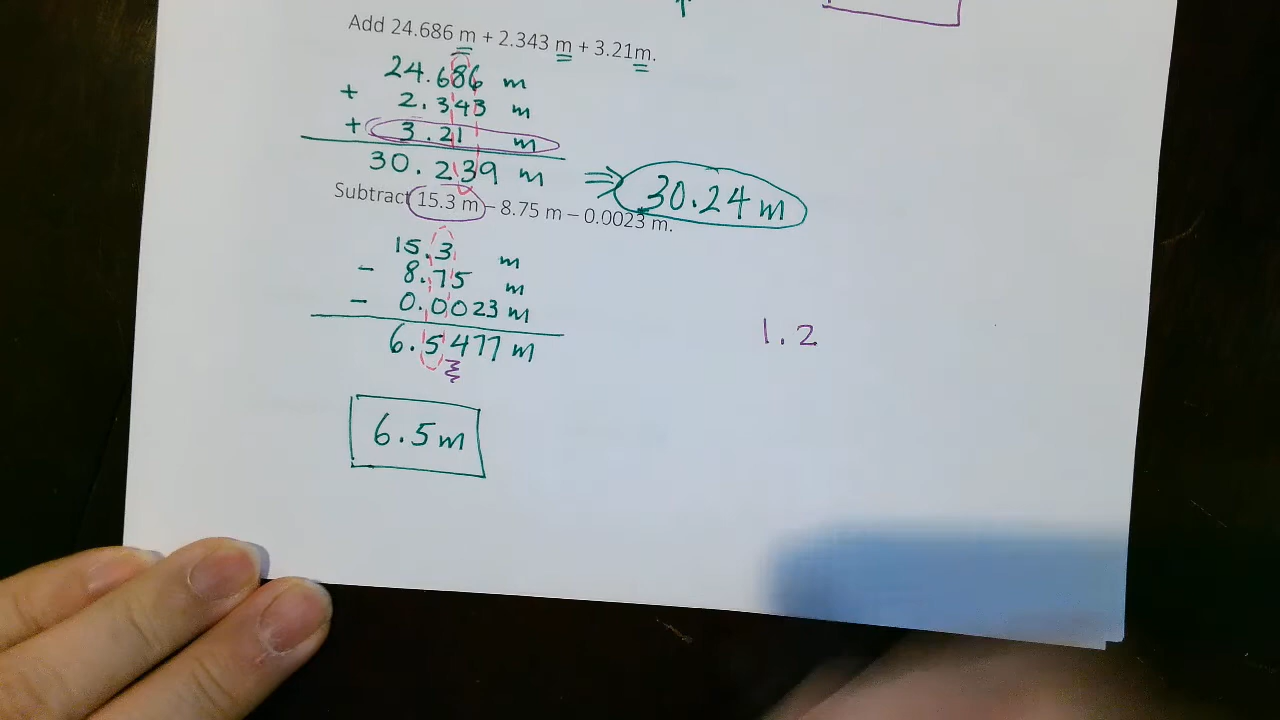 Add 24.686 m + 2.343 m + 3.21m.
24.686 m
+ 2.343 m
+ 3.21 m
30.239 m ⇒ 30.24 m
Subtract 15.3 m – 8.75 m – 0.0023 m.
15.3 m
- 8.75 m
- 0.0023 m
6.5477 m
1.2
6.5 m